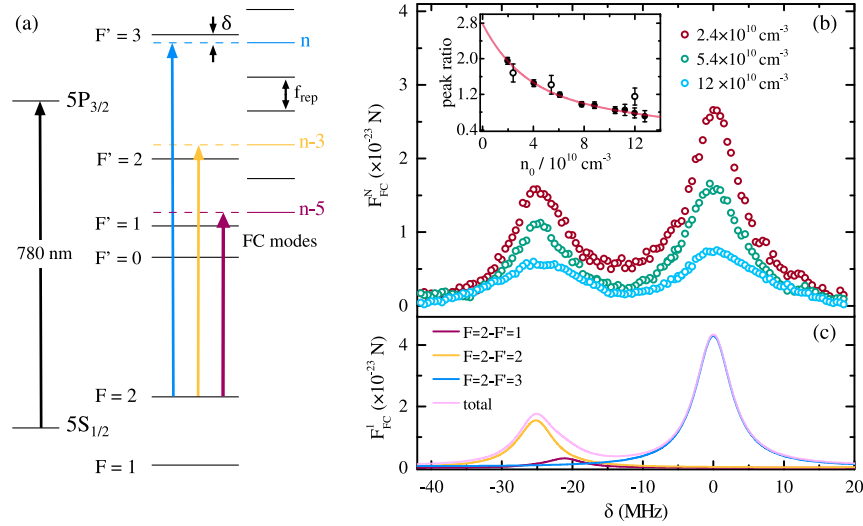 (a)
F' = 3
δ
n
f_rep
5P_3/2
n-3
F' = 2
n-5
F' = 1
FC modes
780 nm
F' = 0
F = 2
5S_1/2
F = 1
(b)
2.4×10^10 cm^-3
5.4×10^10 cm^-3
12 ×10^10 cm^-3
F^N_FC (×10^-23 N)
4
3
2
1
0
peak ratio
2.8
2.0
1.2
0.4
0 4 8 12
n_0 / 10^10 cm^-3
(c)
F=2-F'=1
F=2-F'=2
F=2-F'=3
total
F^1_FC (×10^-23 N)
4
2
0
-40 -30 -20 -10 0 10 20
δ (MHz)